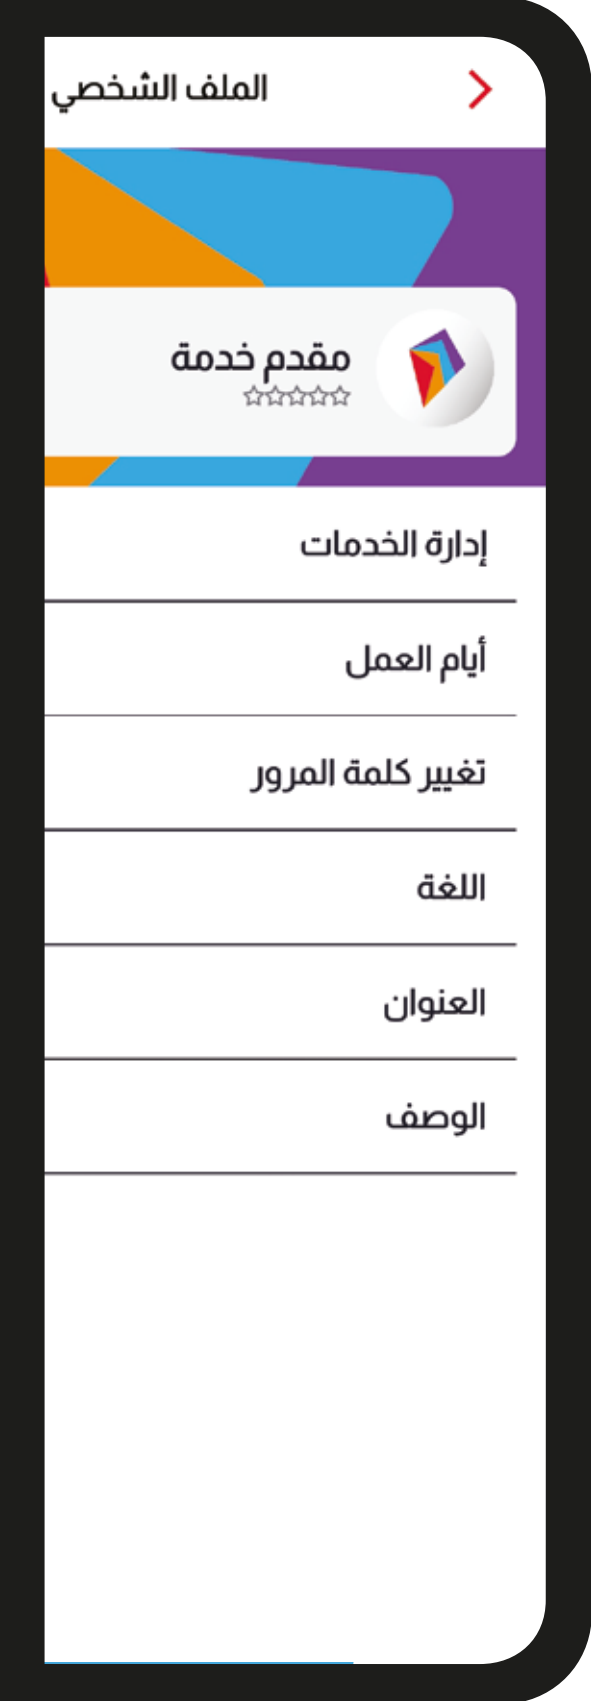 الملف الشخصي
مقدم خدمة
إدارة الخدمات
أيام العمل
تغيير كلمة المرور
اللغة
العنوان
الوصف